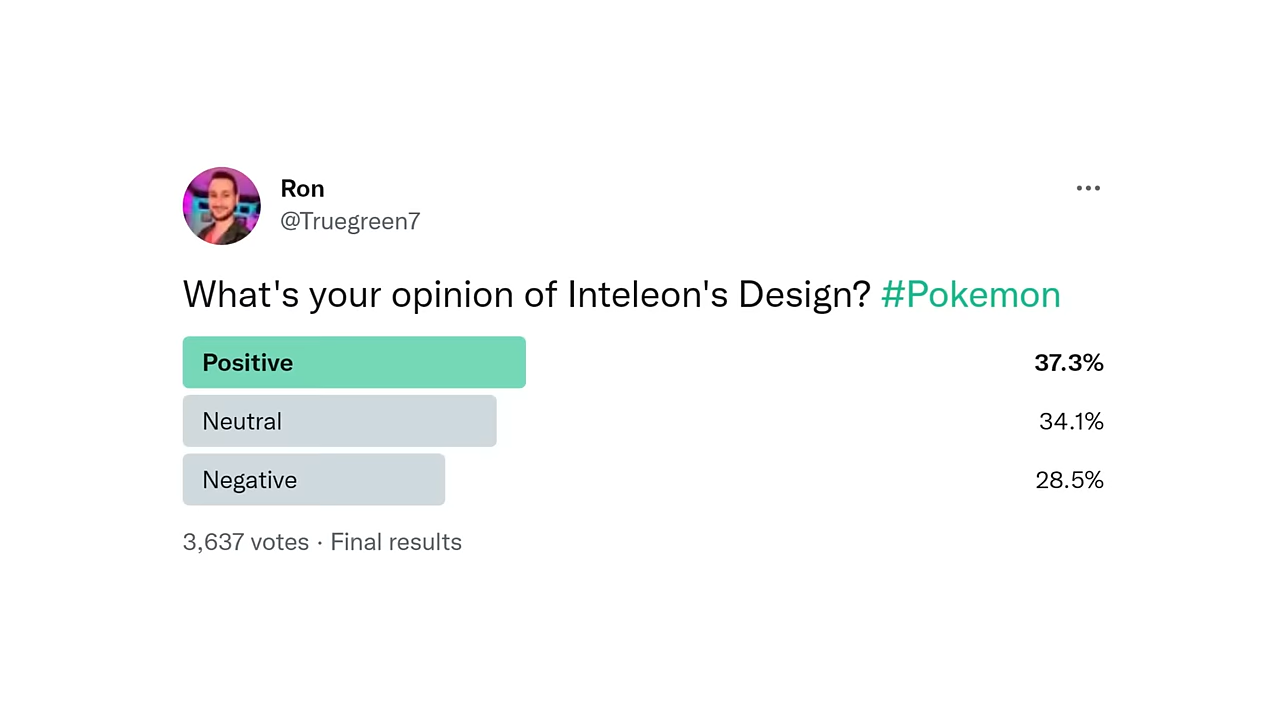 Ron
@Truegreen7
What's your opinion of Inteleon's Design? #Pokemon
Positive 37.3%
Neutral 34.1%
Negative 28.5%
3,637 votes · Final results